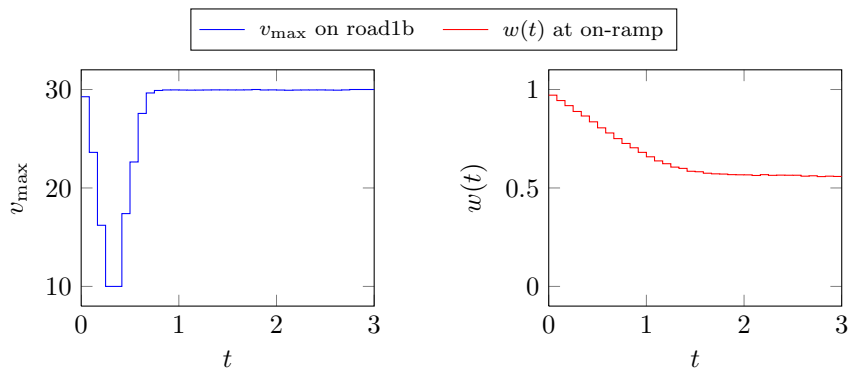 v_max on road1b w(t) at on-ramp
30
20
10
0 1 2 3
v_max
t
1
0.5
0
0 1 2 3
w(t)
t